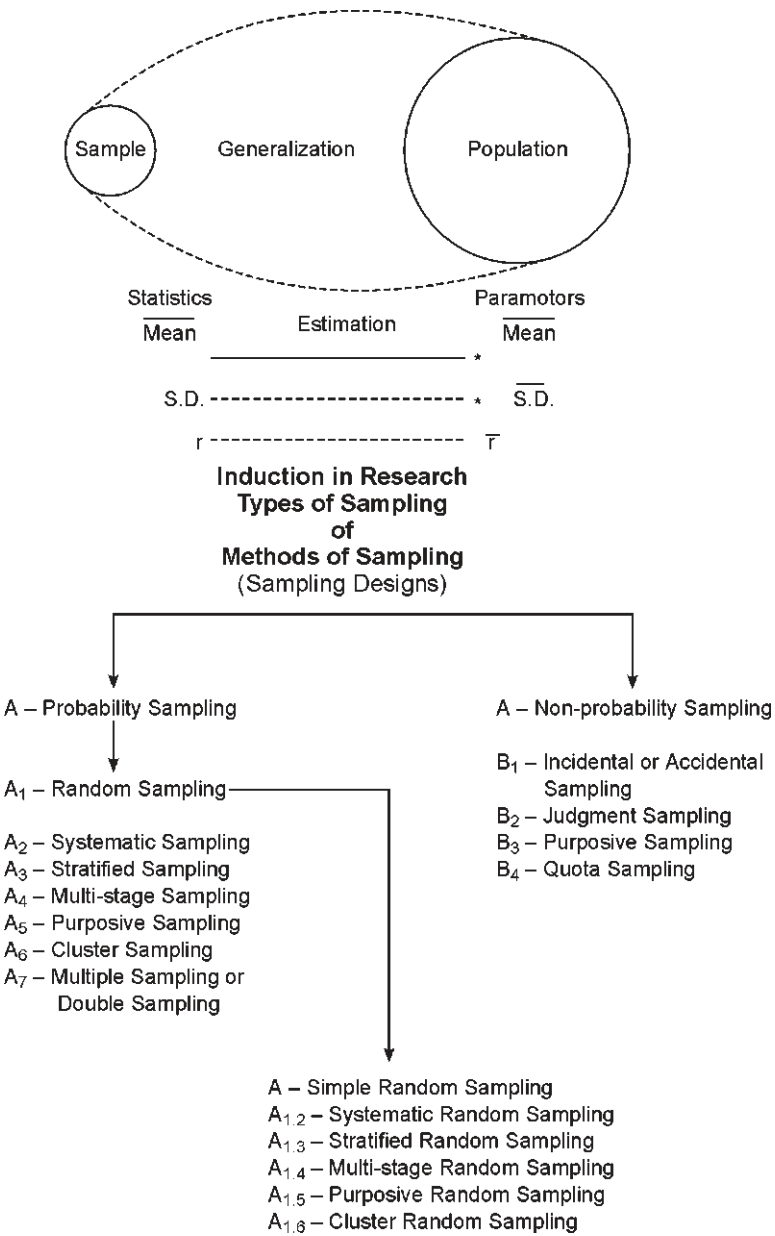 Sample Generalization Population
Statistics Paramotors
Mean Estimation Mean
*
S.D. * S.D.
r r
Induction in Research
Types of Sampling
of
Methods of Sampling
(Sampling Designs)
A – Probability Sampling
A1 – Random Sampling
A2 – Systematic Sampling
A3 – Stratified Sampling
A4 – Multi-stage Sampling
A5 – Purposive Sampling
A6 – Cluster Sampling
A7 – Multiple Sampling or
Double Sampling
A – Non-probability Sampling
B1 – Incidental or Accidental
Sampling
B2 – Judgment Sampling
B3 – Purposive Sampling
B4 – Quota Sampling
A – Simple Random Sampling
A1.2 – Systematic Random Sampling
A1.3 – Stratified Random Sampling
A1.4 – Multi-stage Random Sampling
A1.5 – Purposive Random Sampling
A1.6 – Cluster Random Sampling